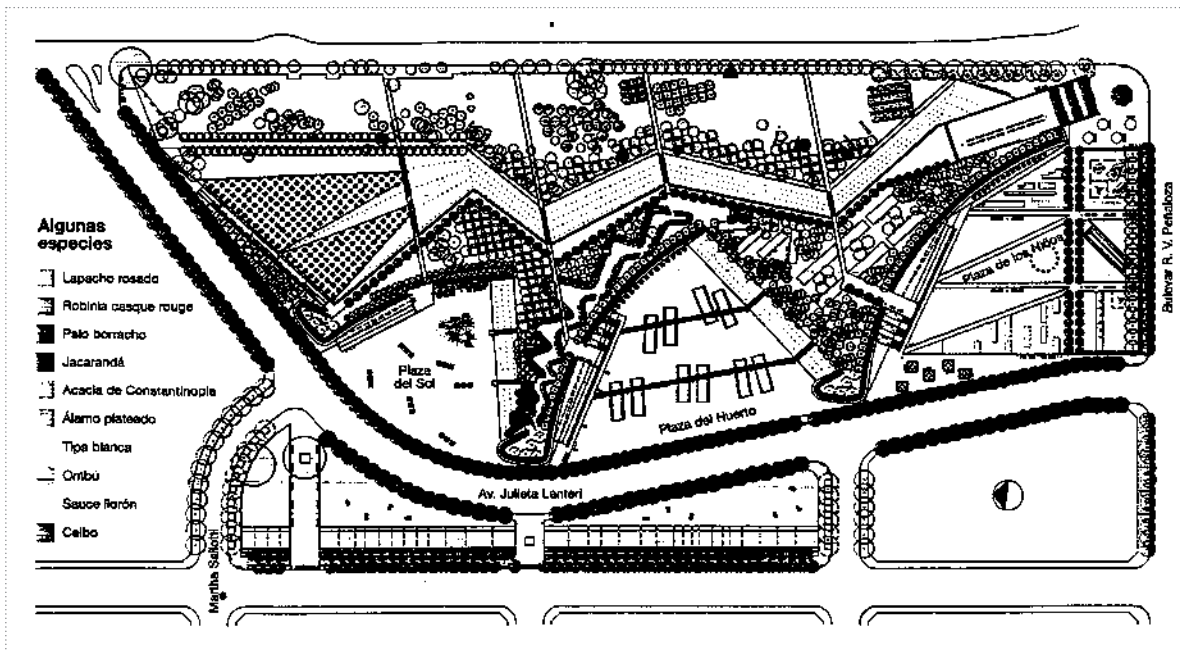 Algunas
especies
Lapacho rosado
Robinia casque rouge
Palo borracho
Jacarandá
Acacia de Constantinopla
Álamo plateado
Tipa blanca
Ombú
Sauce llorón
Ceibo
Plaza
del Sol
Plaza del Huerto
Plaza de los Niños
Av. Julieta Lanteri
Martha Salotti
Bulevar R. V. Peñaloza